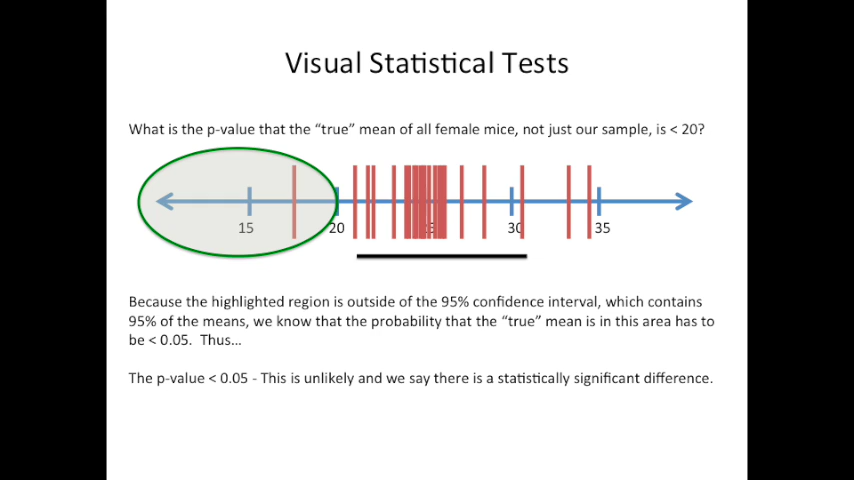 Visual Statistical Tests
What is the p-value that the “true” mean of all female mice, not just our sample, is < 20?
15 20 30 35
Because the highlighted region is outside of the 95% confidence interval, which contains
95% of the means, we know that the probability that the “true” mean is in this area has to
be < 0.05.  Thus…
The p-value < 0.05 - This is unlikely and we say there is a statistically significant difference.